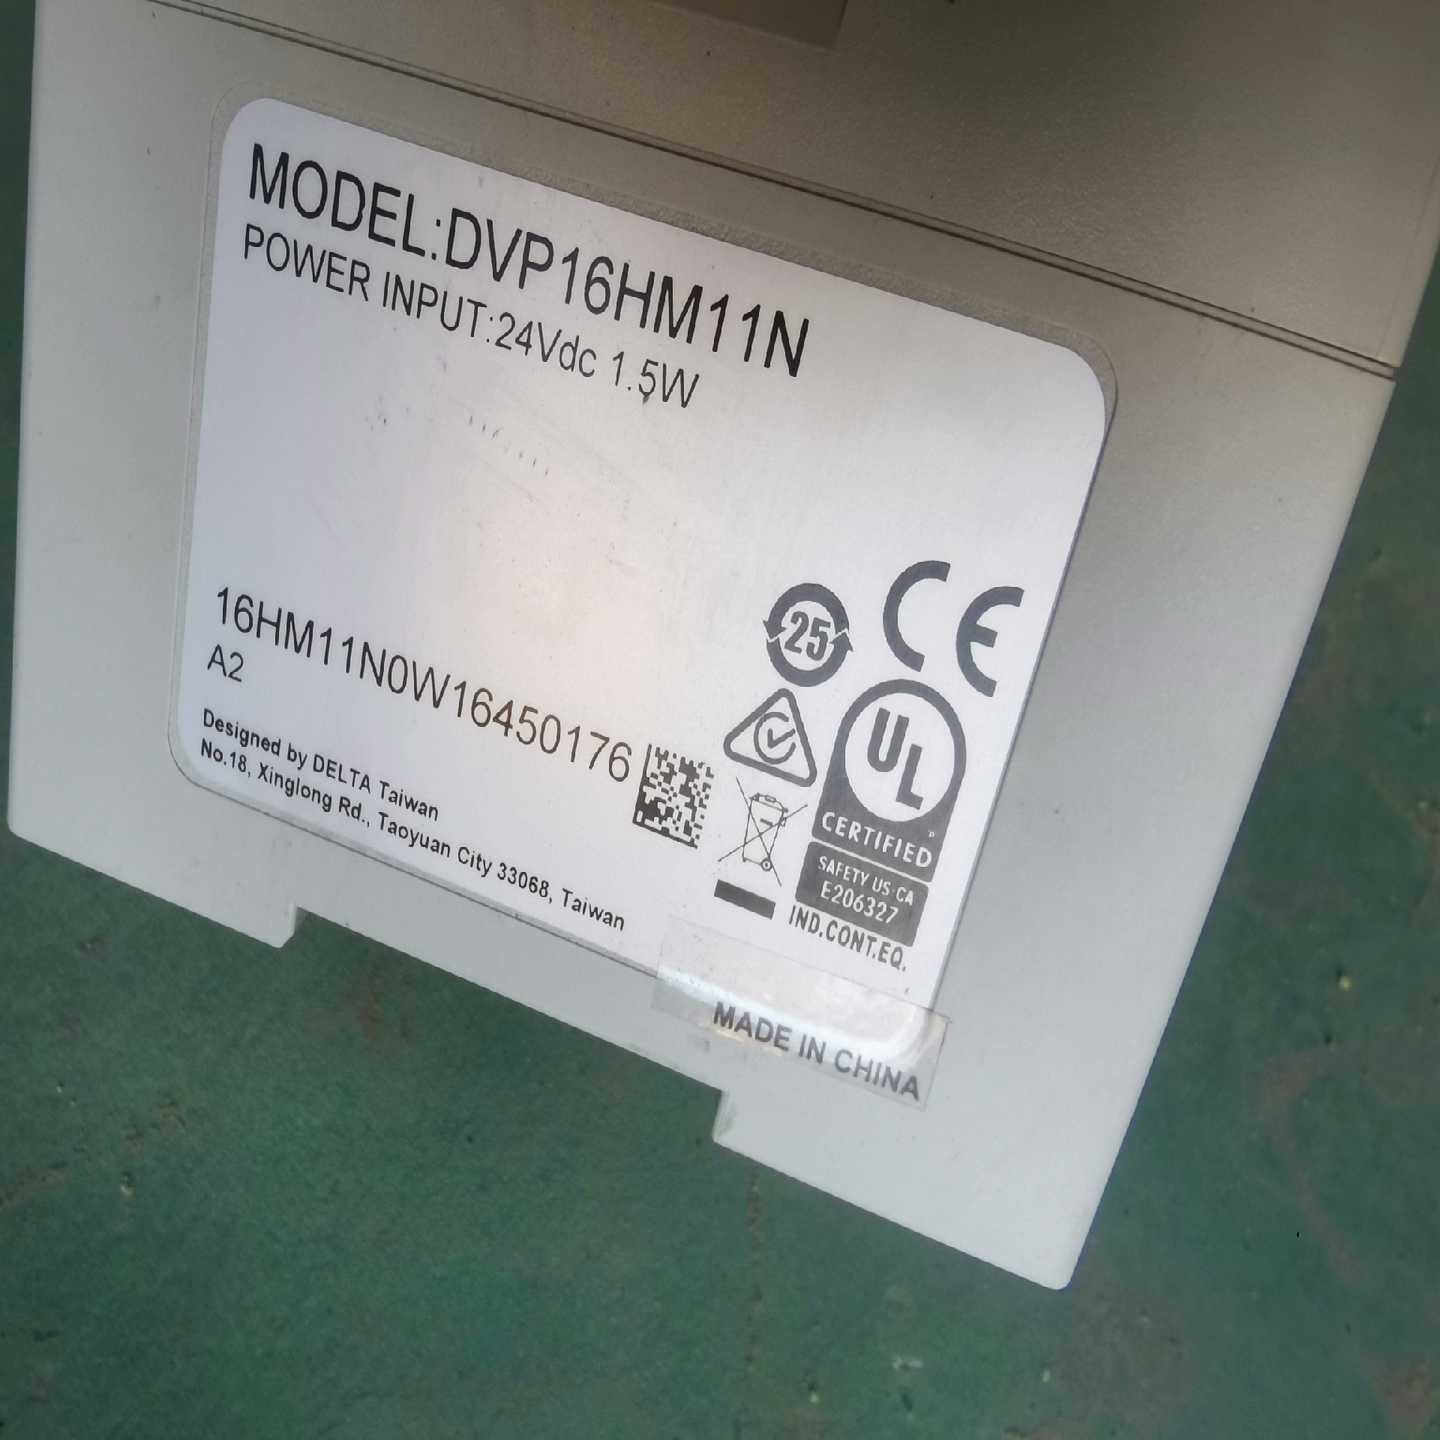 MODEL:DVP16HM11N
POWER INPUT:24Vdc 1.5W
25
CE
16HM11N0W16450176
A2
UL
CERTIFIED
SAFETY US·CA
E206327
IND.CONT.EQ.
Designed by DELTA Taiwan
No.18, Xinglong Rd., Taoyuan City 33068, Taiwan
MADE IN CHINA